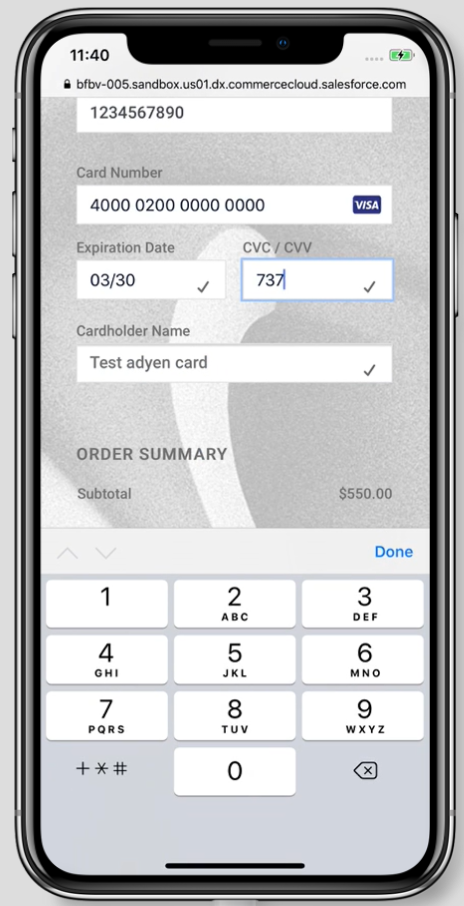 11:40
bfbv-005.sandbox.us01.dx.commercecloud.salesforce.com
1234567890
Card Number
4000 0200 0000 0000 VISA
Expiration Date CVC / CVV
03/30 737
Cardholder Name
Test adyen card
ORDER SUMMARY
Subtotal $550.00
Done
1 2 3
ABC DEF
4 5 6
GHI JKL MNO
7 8 9
PQRS TUV WXYZ
+*# 0